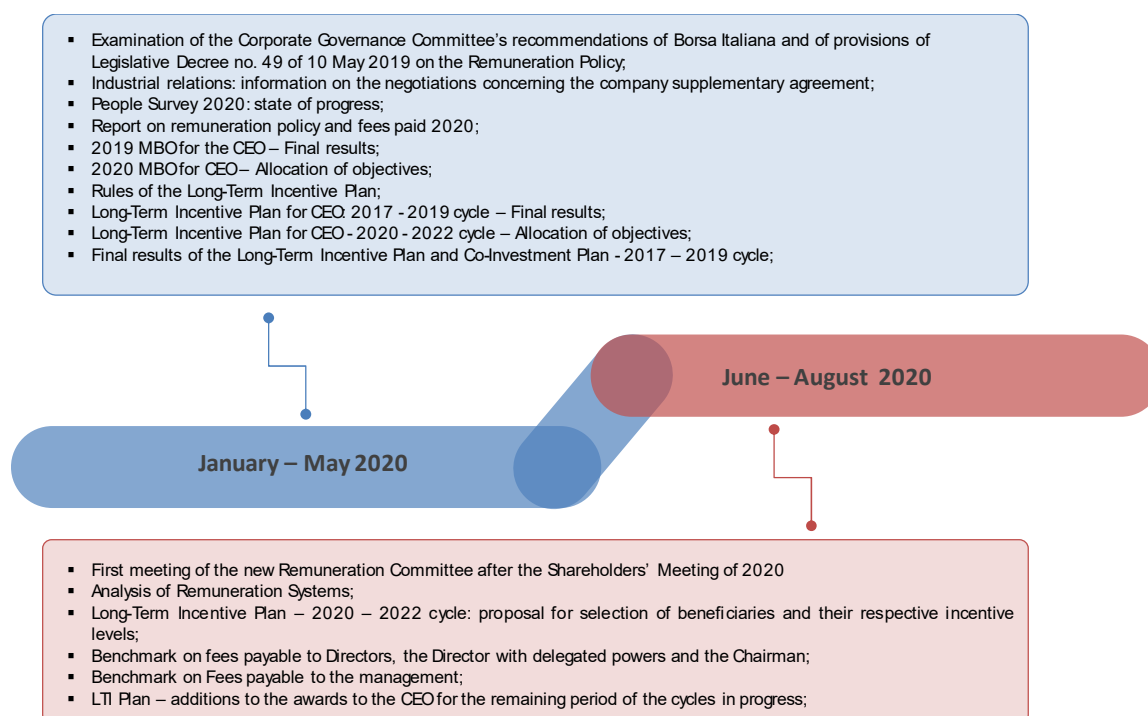 ▪ Examination of the Corporate Governance Committee's recommendations of Borsa Italiana and of provisions of
Legislative Decree no. 49 of 10 May 2019 on the Remuneration Policy;
▪ Industrial relations: information on the negotiations concerning the company supplementary agreement;
▪ People Survey 2020: state of progress;
▪ Report on remuneration policy and fees paid 2020;
▪ 2019 MBO for the CEO – Final results;
▪ 2020 MBO for CEO – Allocation of objectives;
▪ Rules of the Long-Term Incentive Plan;
▪ Long-Term Incentive Plan for CEO: 2017 - 2019 cycle – Final results;
▪ Long-Term Incentive Plan for CEO - 2020 - 2022 cycle – Allocation of objectives;
▪ Final results of the Long-Term Incentive Plan and Co-Investment Plan - 2017 – 2019 cycle;
June – August 2020
January – May 2020
▪ First meeting of the new Remuneration Committee after the Shareholders' Meeting of 2020
▪ Analysis of Remuneration Systems;
▪ Long-Term Incentive Plan – 2020 – 2022 cycle: proposal for selection of beneficiaries and their respective incentive
levels;
▪ Benchmark on fees payable to Directors, the Director with delegated powers and the Chairman;
▪ Benchmark on Fees payable to the management;
▪ LTI Plan – additions to the awards to the CEO for the remaining period of the cycles in progress;